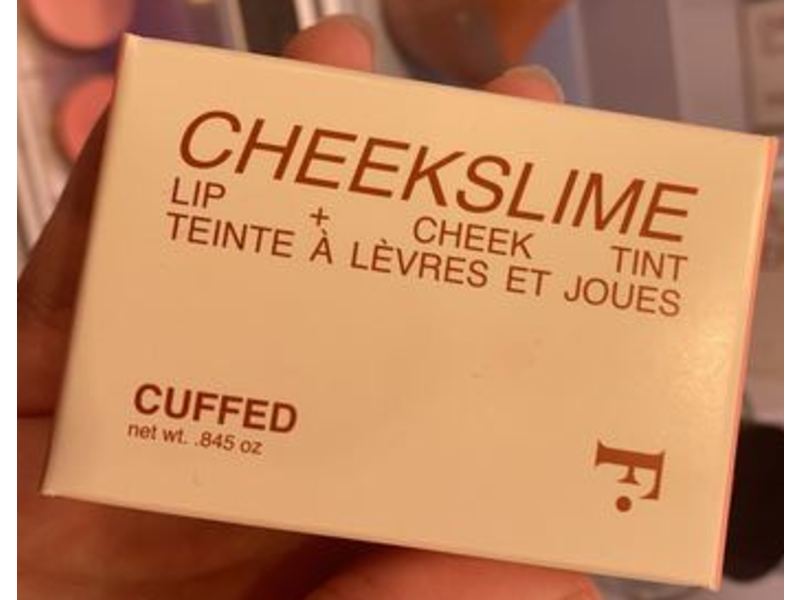 CHEEKSLIME
LIP + CHEEK TINT
TEINTE À LÈVRES ET JOUES
CUFFED
net wt. .845 oz
F.